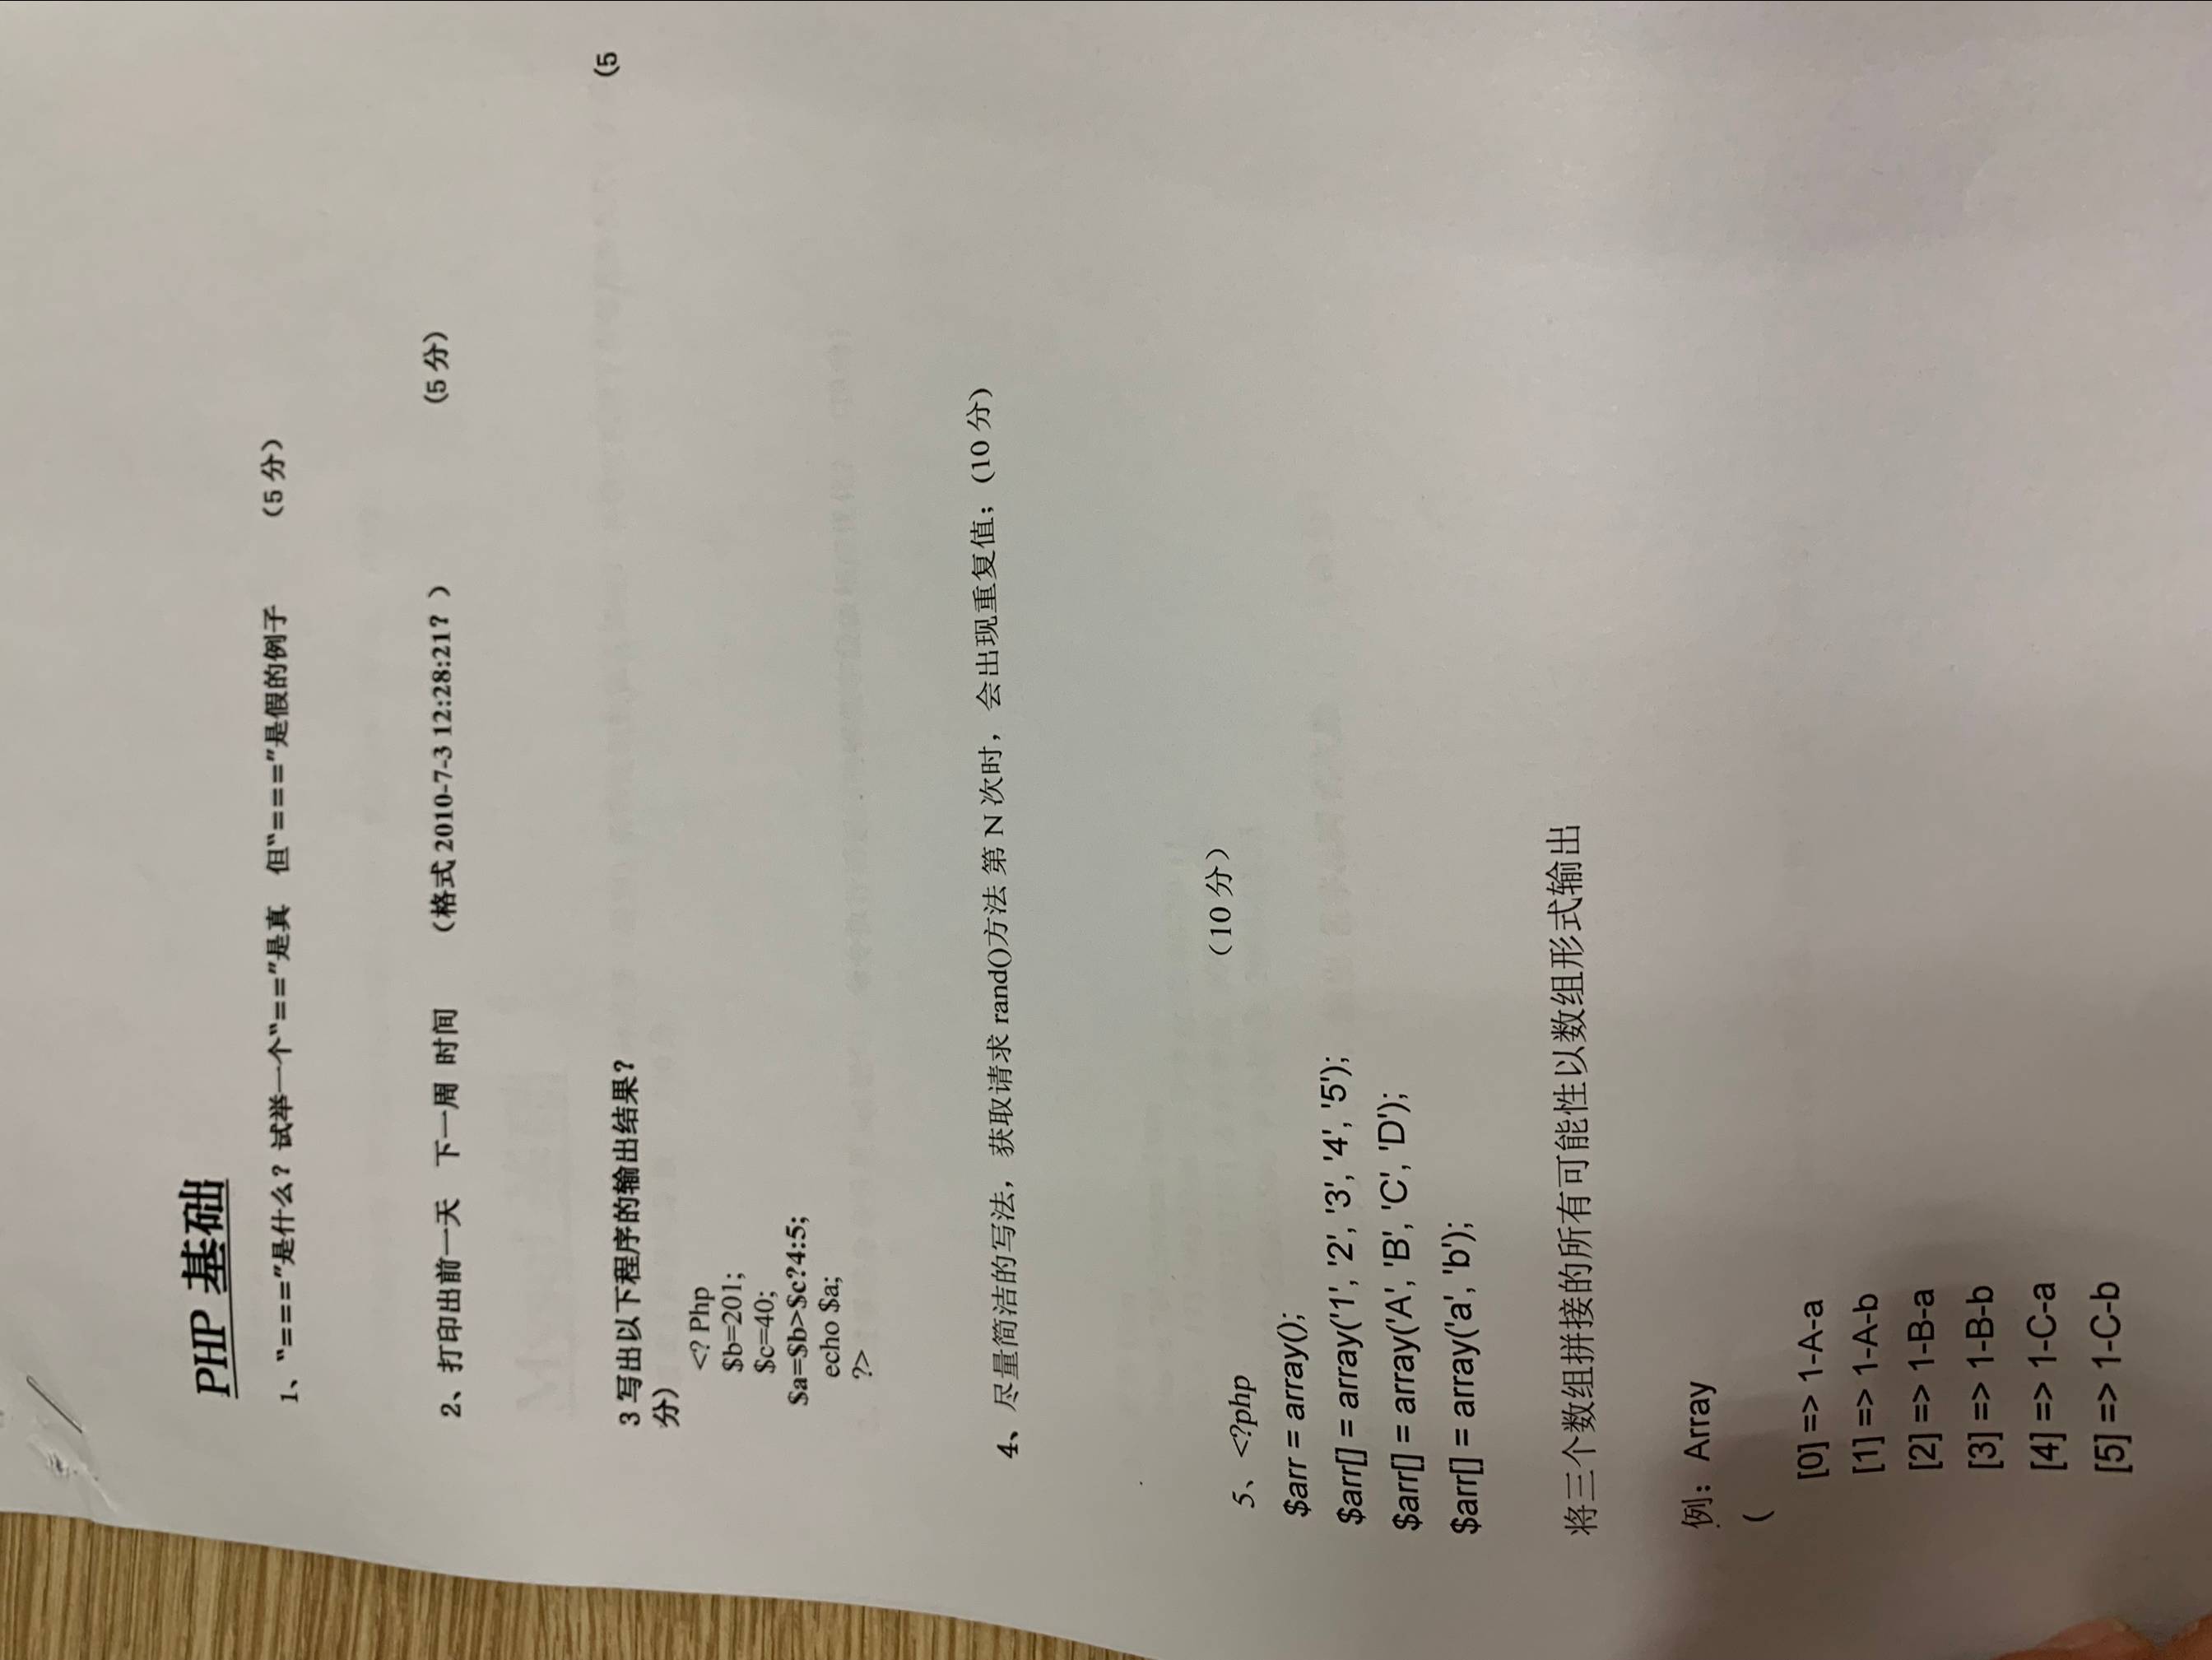 PHP 基础
1、“===”是什么？试举一个“==”是真 但“===”是假的例子 （5 分）
2、打印出前一天 下一周 时间 （格式 2010-7-3 12:28:21？） （5 分）
3 写出以下程序的输出结果？ （5
分）
<? Php
$b=201;
$c=40;
$a=$b>$c?4:5;
echo $a;
?>
4、尽量简洁的写法，获取请求 rand()方法 第 N 次时，会出现重复值；(10 分)
5、<?php （10 分）
$arr = array();
$arr[] = array('1', '2', '3', '4', '5');
$arr[] = array('A', 'B', 'C', 'D');
$arr[] = array('a', 'b');
将三个数组拼接的所有可能性以数组形式输出
例：Array
(
[0] => 1-A-a
[1] => 1-A-b
[2] => 1-B-a
[3] => 1-B-b
[4] => 1-C-a
[5] => 1-C-b